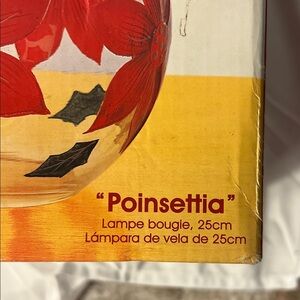 “Poinsettia”
Lampe bougie, 25cm
Lámpara de vela de 25cm